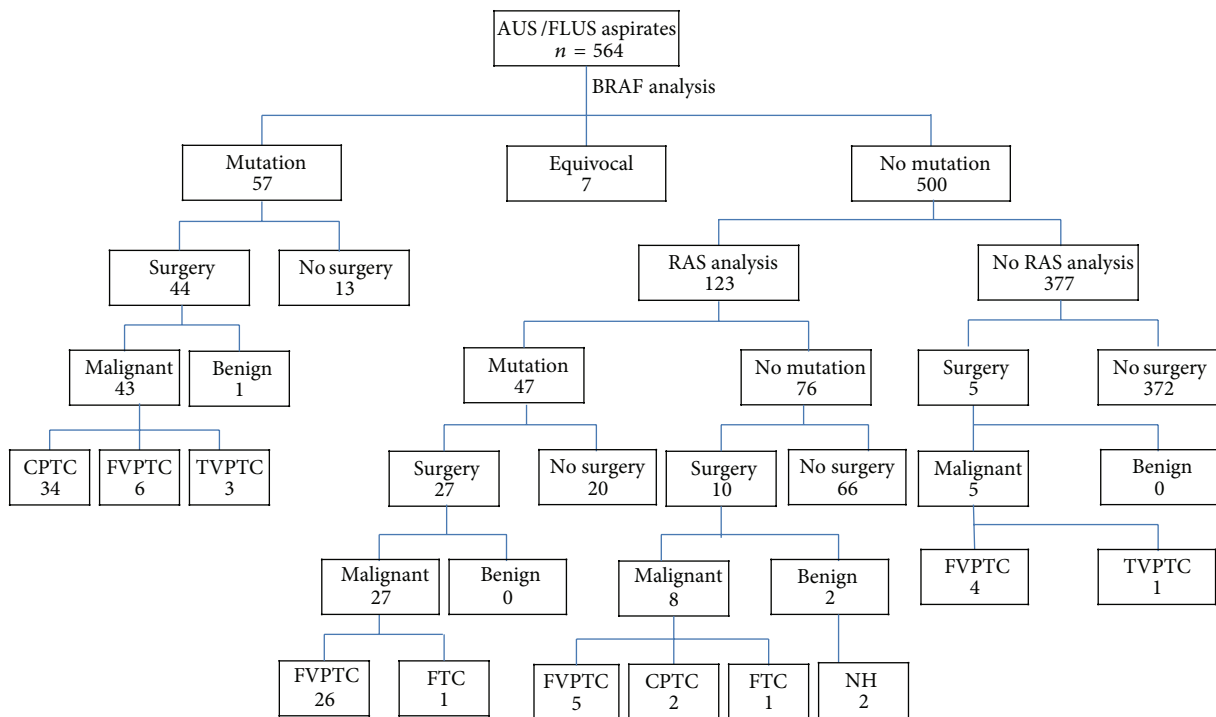 AUS/FLUS aspirates
n = 564
BRAF analysis
Mutation
57
Equivocal
7
No mutation
500
Surgery
44
No surgery
13
RAS analysis
123
No RAS analysis
377
Malignant
43
Benign
1
Mutation
47
No mutation
76
Surgery
5
No surgery
372
CPTC
34
FVPTC
6
TVPTC
3
Surgery
27
No surgery
20
Surgery
10
No surgery
66
Malignant
5
Benign
0
Malignant
27
Benign
0
Malignant
8
Benign
2
FVPTC
4
TVPTC
1
FVPTC
26
FTC
1
FVPTC
5
CPTC
2
FTC
1
NH
2